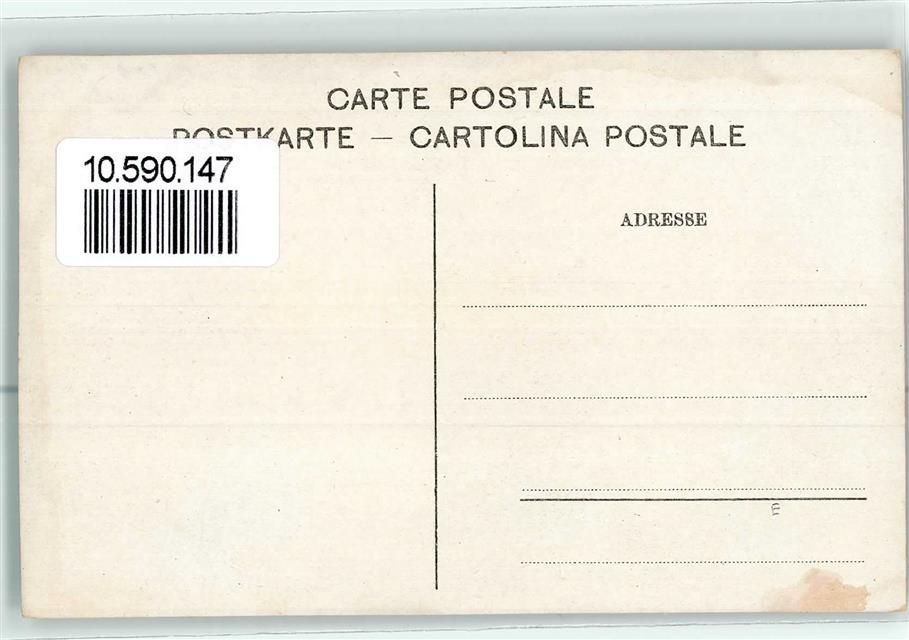 CARTE POSTALE
POSTKARTE — CARTOLINA POSTALE
10.590.147
ADRESSE
E